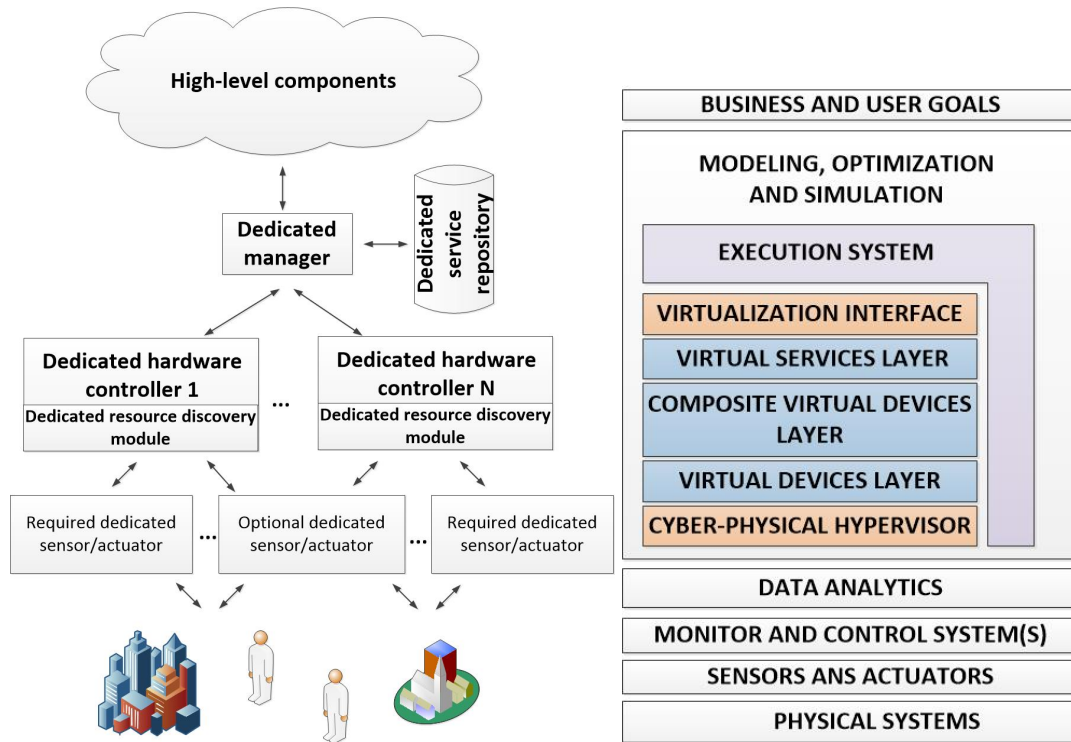 High-level components
Dedicated
manager
Dedicated
service
repository
Dedicated hardware
controller 1
Dedicated resource discovery
module
...
Dedicated hardware
controller N
Dedicated resource discovery
module
Required dedicated
sensor/actuator
...
Optional dedicated
sensor/actuator
...
Required dedicated
sensor/actuator
BUSINESS AND USER GOALS
MODELING, OPTIMIZATION
AND SIMULATION
EXECUTION SYSTEM
VIRTUALIZATION INTERFACE
VIRTUAL SERVICES LAYER
COMPOSITE VIRTUAL DEVICES
LAYER
VIRTUAL DEVICES LAYER
CYBER-PHYSICAL HYPERVISOR
DATA ANALYTICS
MONITOR AND CONTROL SYSTEM(S)
SENSORS ANS ACTUATORS
PHYSICAL SYSTEMS